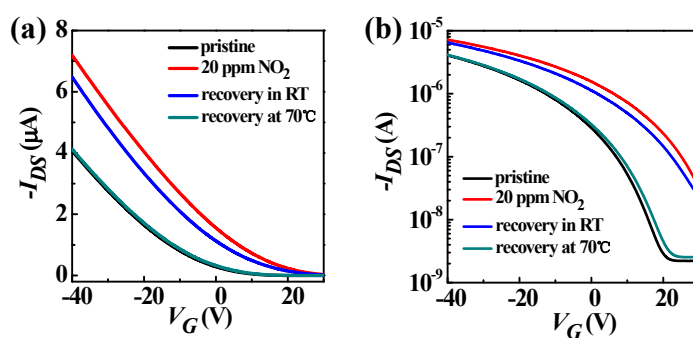 (a)
-I_DS (μA)
8
6
4
2
0
pristine
20 ppm NO₂
recovery in RT
recovery at 70℃
-40
-20
0
20
V_G (V)
(b)
-I_DS (A)
10⁻⁵
10⁻⁶
10⁻⁷
10⁻⁸
10⁻⁹
pristine
20 ppm NO₂
recovery in RT
recovery at 70℃
-40
-20
0
20
V_G (V)